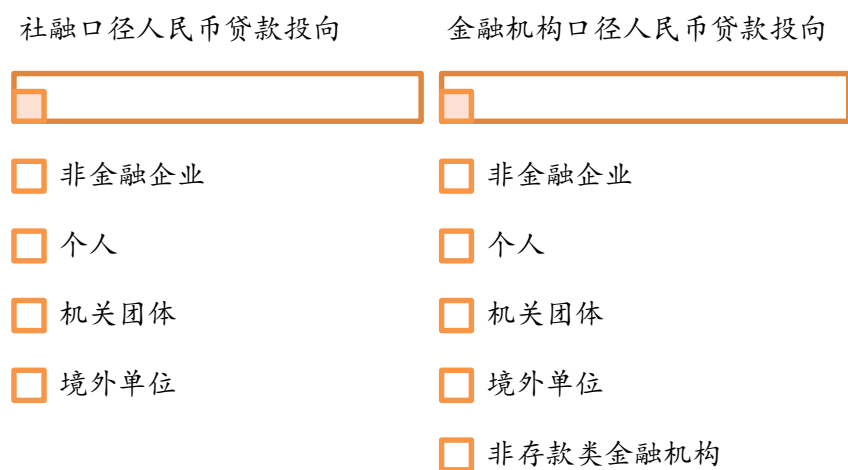 社融口径人民币贷款投向
非金融企业
个人
机关团体
境外单位
金融机构口径人民币贷款投向
非金融企业
个人
机关团体
境外单位
非存款类金融机构